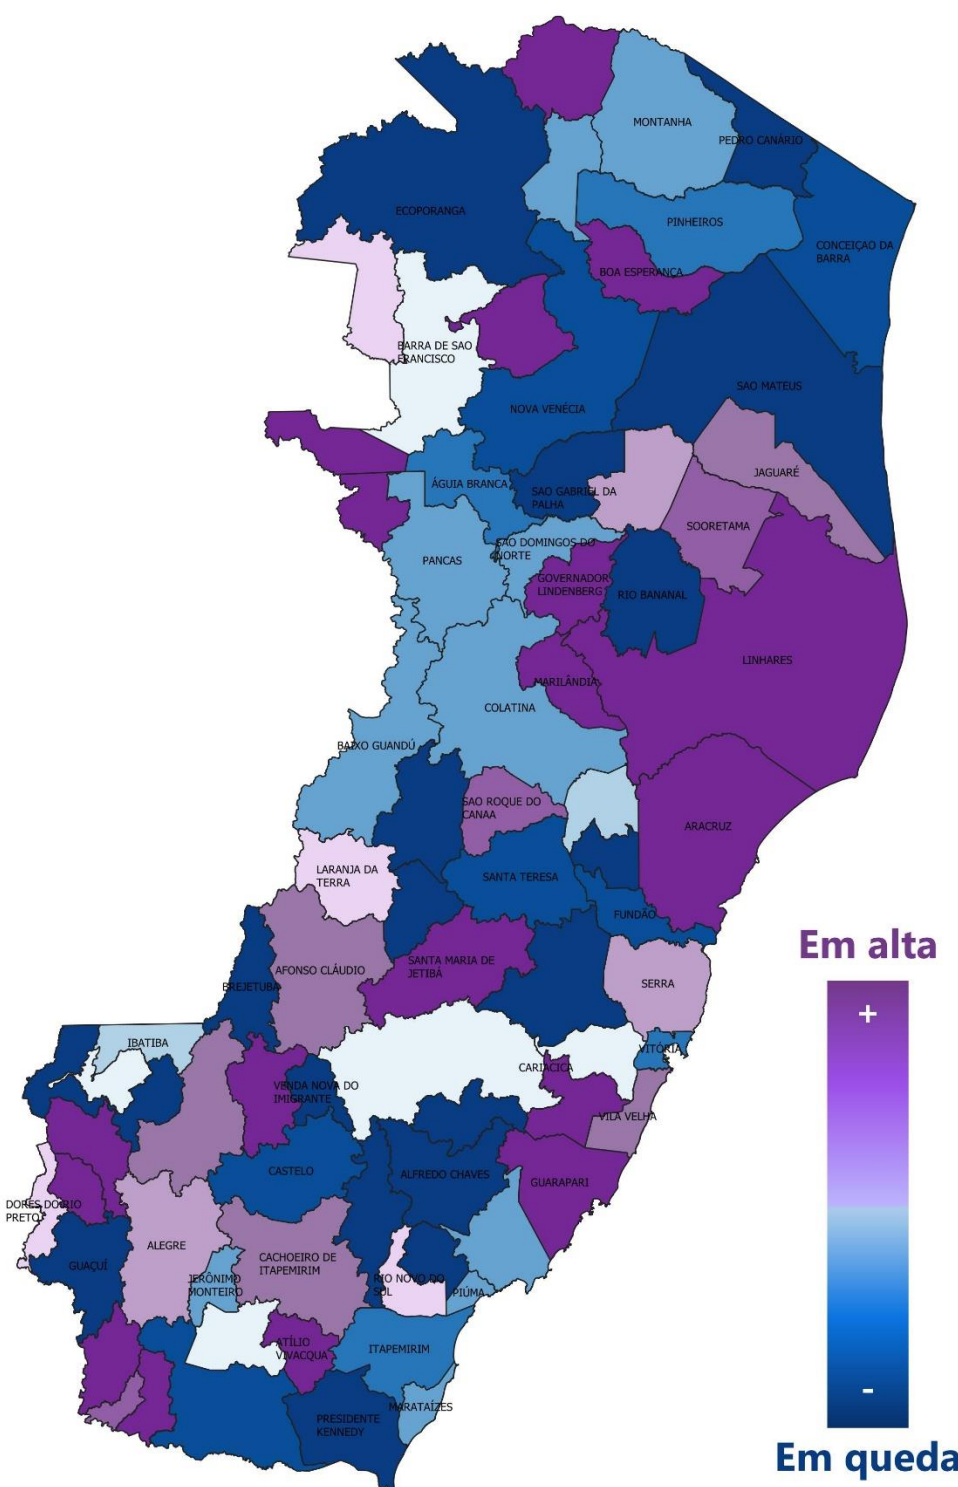 MONTANHA
PEDRO CANÁRIO
ECOPORANGA
PINHEIROS
CONCEIÇAO DA
BARRA
BOA ESPERANÇA
BARRA DE SAO
FRANCISCO
SAO MATEUS
NOVA VENÉCIA
JAGUARÉ
ÁGUIA BRANCA
SAO GABRIEL DA
PALHA
SOORETAMA
SAO DOMINGOS DO
NORTE
PANCAS
GOVERNADOR
LINDENBERG
RIO BANANAL
LINHARES
MARILÂNDIA
COLATINA
BAIXO GUANDÚ
SAO ROQUE DO
CANAA
ARACRUZ
LARANJA DA
TERRA
SANTA TERESA
FUNDÃO
SANTA MARIA DE
JETIBÁ
AFONSO CLÁUDIO
BREJETUBA
SERRA
IBATIBA
VITÓRIA
CARIACICA
VENDA NOVA DO
IMIGRANTE
VILA VELHA
CASTELO
ALFREDO CHAVES
GUARAPARI
DORES DO RIO
PRETO
ALEGRE
GUAÇUÍ
CACHOEIRO DE
ITAPEMIRIM
JERÔNIMO
MONTEIRO
RIO NOVO DO
SUL
PIÚMA
ATÍLIO
VIVACQUA
ITAPEMIRIM
MARATAÍZES
PRESIDENTE
KENNEDY
Em alta
+
-
Em queda